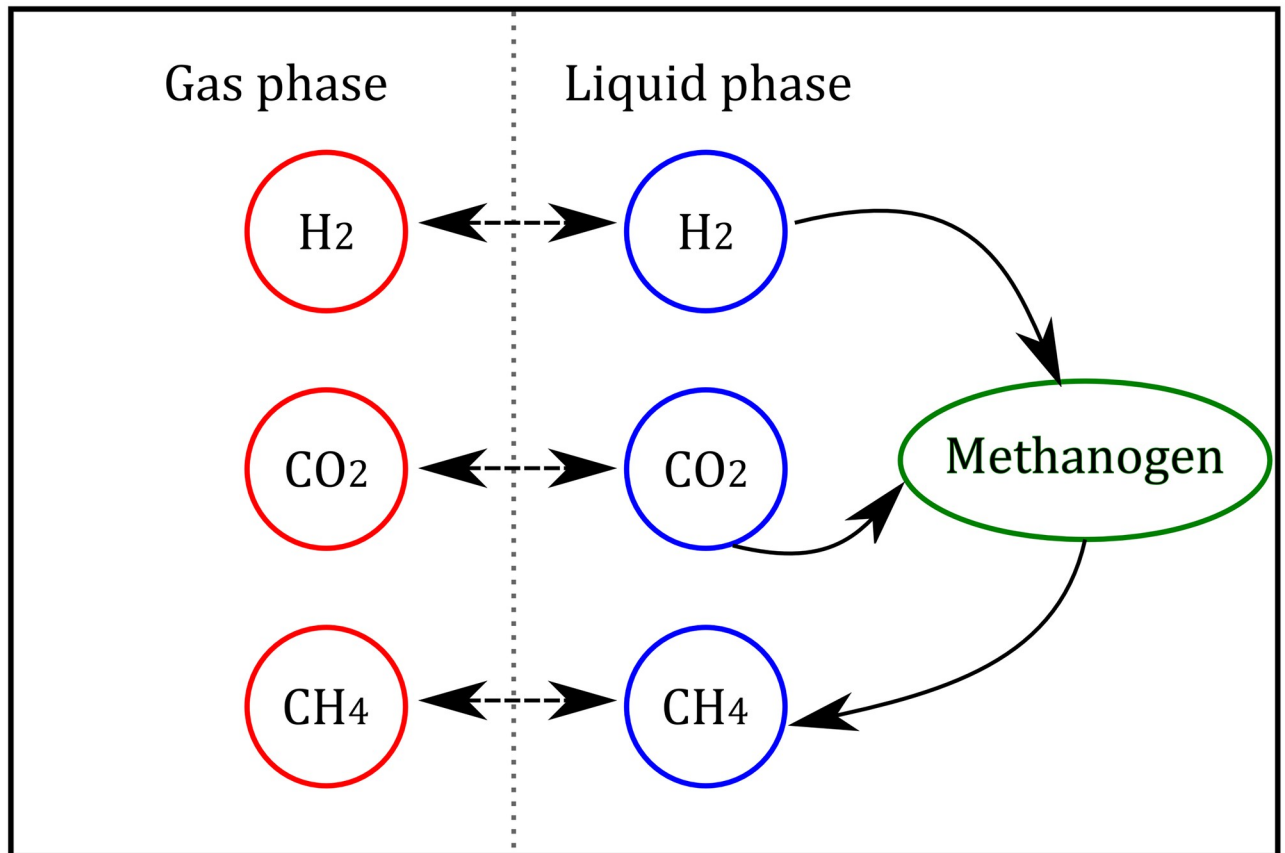 Gas phase
Liquid phase
H2
H2
CO2
CO2
Methanogen
CH4
CH4